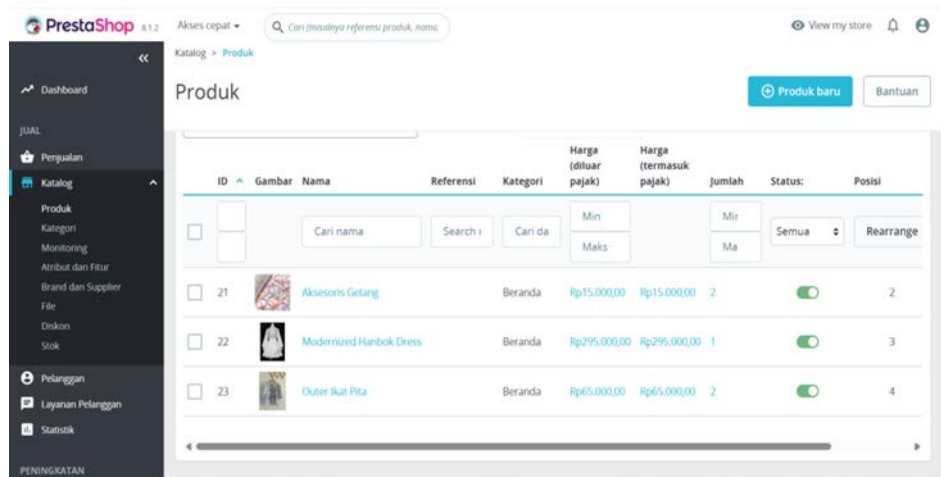 PrestaShop 8.1.2
Akses cepat
Cari (misalnya referensi produk, nama
View my store
Katalog > Produk
Produk
Produk baru
Bantuan
Dashboard
JUAL
Penjualan
Katalog
Produk
Kategori
Monitoring
Atribut dan Fitur
Brand dan Supplier
File
Diskon
Stok
Pelanggan
Layanan Pelanggan
Statistik
PENINGKATAN
ID Gambar Nama Referensi Kategori Harga (diluar pajak) Harga (termasuk pajak) Jumlah Status: Posisi
Cari nama Search Cari da Min Maks Mir Ma Semua Rearrange
21 Aksesoris Gelang Beranda Rp15.000,00 Rp15.000,00 2 2
22 Modernized Hanbok Dress Beranda Rp295.000,00 Rp295.000,00 1 3
23 Outer Ikat Pita Beranda Rp65.000,00 Rp65.000,00 2 4